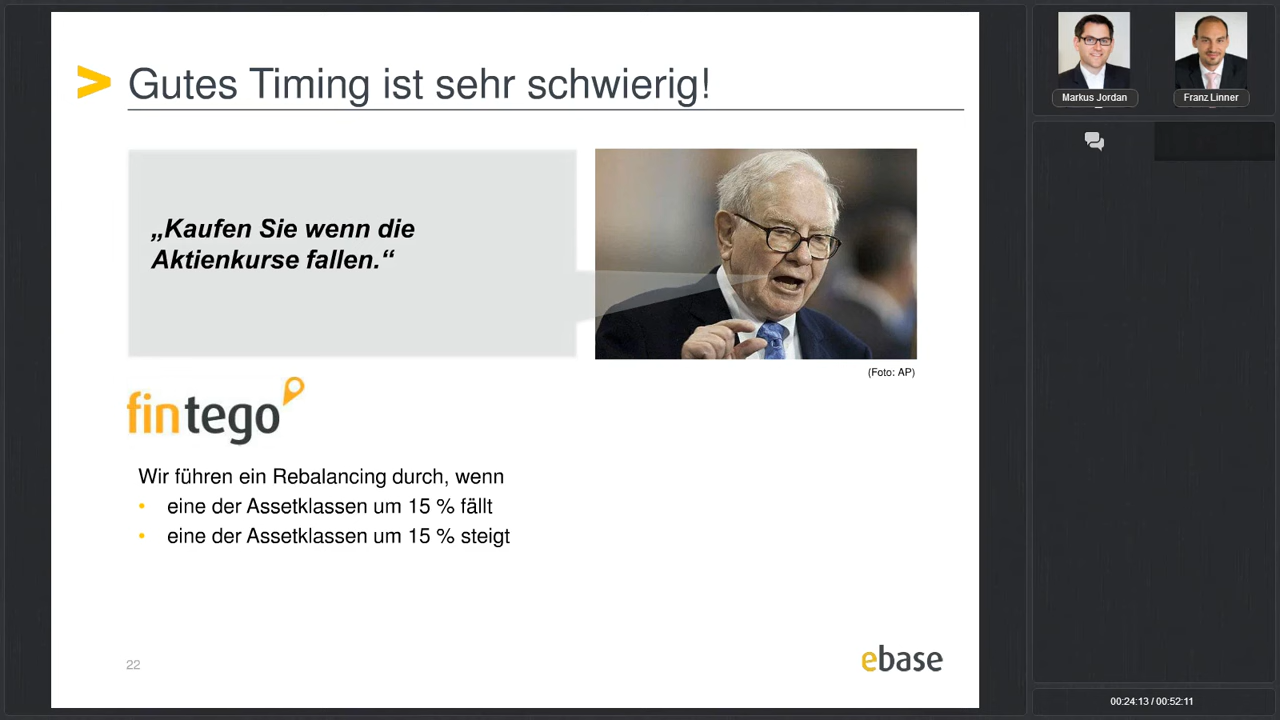 Gutes Timing ist sehr schwierig!
„Kaufen Sie wenn die
Aktienkurse fallen.“
(Foto: AP)
fintego
Wir führen ein Rebalancing durch, wenn
• eine der Assetklassen um 15 % fällt
• eine der Assetklassen um 15 % steigt
22
ebase
Markus Jordan
Franz Linner
00:24:13 / 00:52:11